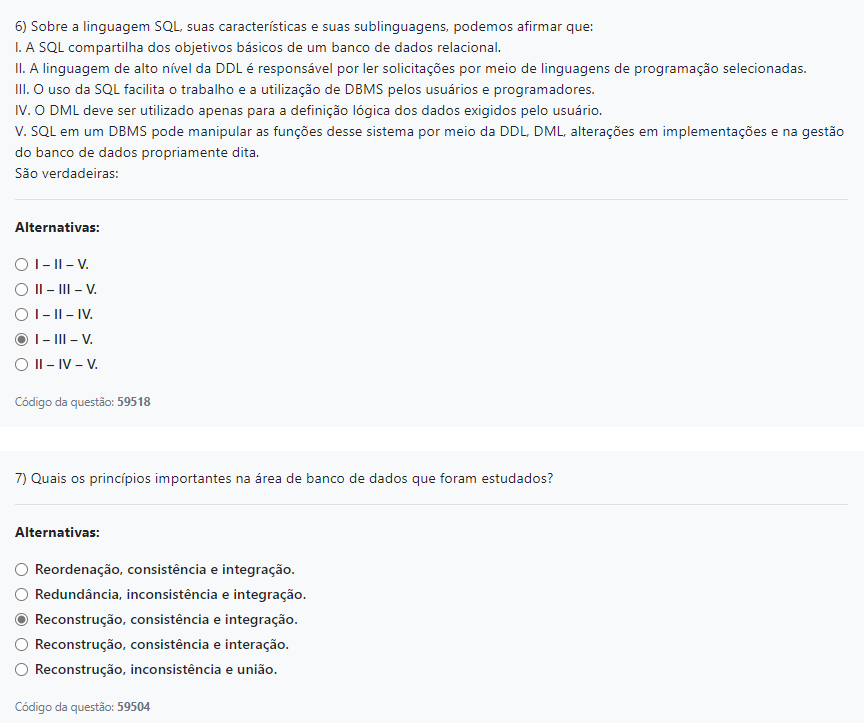 6) Sobre a linguagem SQL, suas características e suas sublinguagens, podemos afirmar que:
I. A SQL compartilha dos objetivos básicos de um banco de dados relacional.
II. A linguagem de alto nível da DDL é responsável por ler solicitações por meio de linguagens de programação selecionadas.
III. O uso da SQL facilita o trabalho e a utilização de DBMS pelos usuários e programadores.
IV. O DML deve ser utilizado apenas para a definição lógica dos dados exigidos pelo usuário.
V. SQL em um DBMS pode manipular as funções desse sistema por meio da DDL, DML, alterações em implementações e na gestão
do banco de dados propriamente dita.
São verdadeiras:
Alternativas:
I – II – V.
II – III – V.
I – II – IV.
I – III – V.
II – IV – V.
Código da questão: 59518
7) Quais os princípios importantes na área de banco de dados que foram estudados?
Alternativas:
Reordenação, consistência e integração.
Redundância, inconsistência e integração.
Reconstrução, consistência e integração.
Reconstrução, consistência e interação.
Reconstrução, inconsistência e união.
Código da questão: 59504